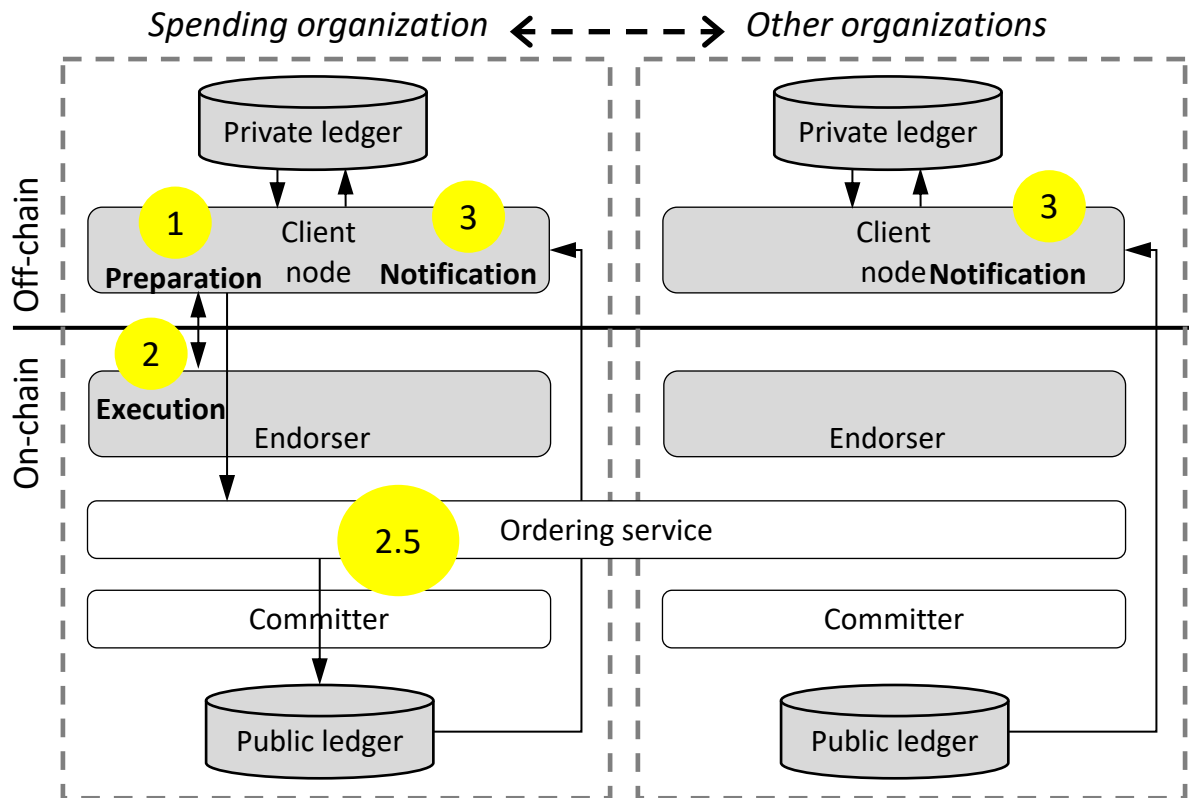 Spending organization
Other organizations
Off-chain
On-chain
Private ledger
1
3
Client
node
Preparation
Notification
2
Execution
Endorser
Ordering service
2.5
Committer
Public ledger
Private ledger
3
Client
node
Notification
Endorser
Committer
Public ledger